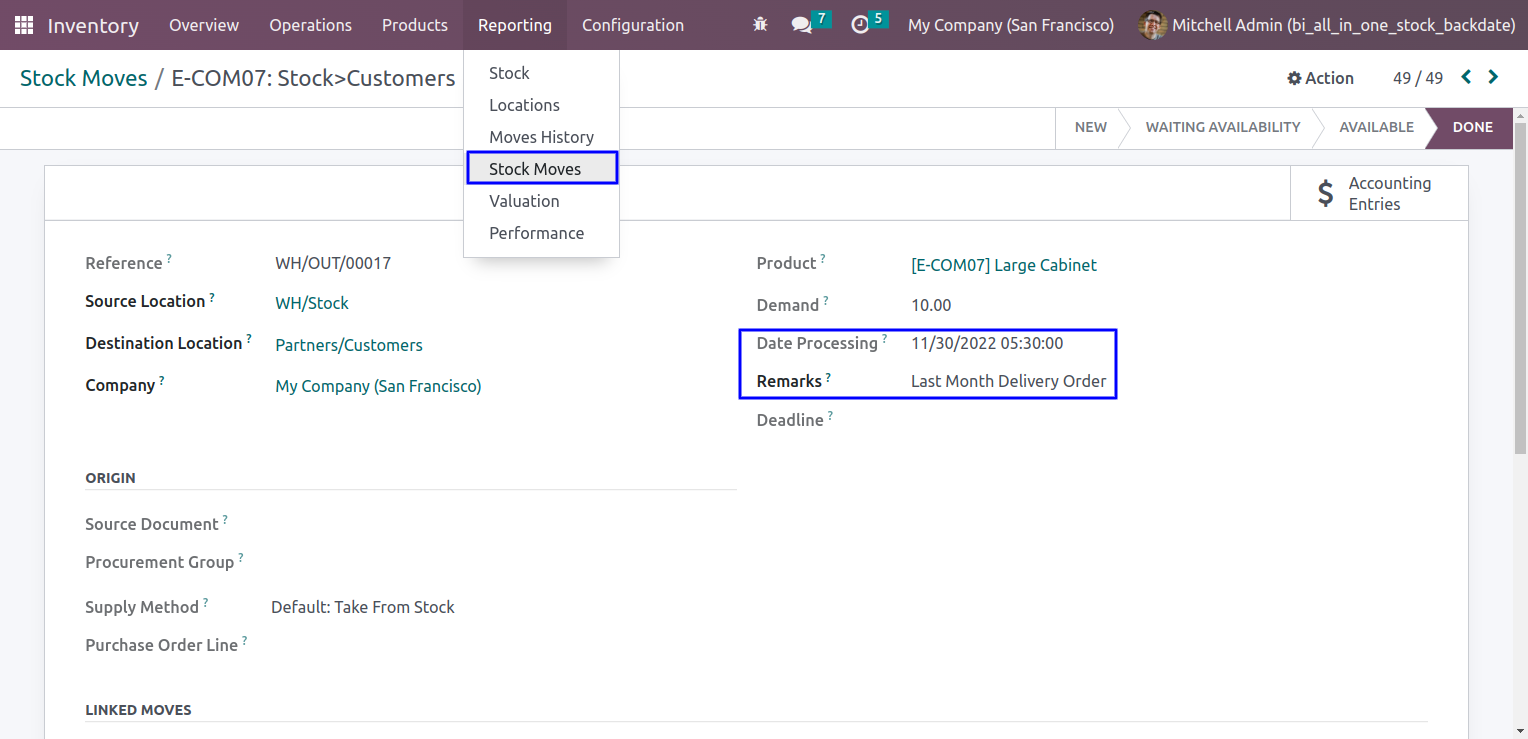 Inventory Overview Operations Products Reporting Configuration 7 5 My Company (San Francisco) Mitchell Admin (bi_all_in_one_stock_backdate)
Stock Moves / E-COM07: Stock>Customers
Action 49 / 49
Stock
Locations
Moves History
Stock Moves
Valuation
Performance
NEW WAITING AVAILABILITY AVAILABLE DONE
$ Accounting
Entries
Reference ? WH/OUT/00017
Source Location ? WH/Stock
Destination Location ? Partners/Customers
Company ? My Company (San Francisco)
Product ? [E-COM07] Large Cabinet
Demand ? 10.00
Date Processing ? 11/30/2022 05:30:00
Remarks ? Last Month Delivery Order
Deadline ?
ORIGIN
Source Document ?
Procurement Group ?
Supply Method ? Default: Take From Stock
Purchase Order Line ?
LINKED MOVES